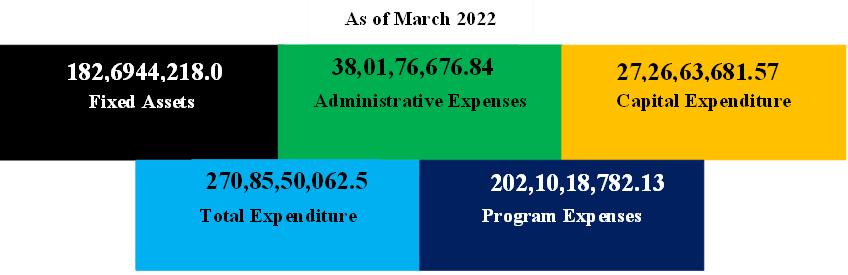 As of March 2022
182,6944,218.0
Fixed Assets
38,01,76,676.84
Administrative Expenses
27,26,63,681.57
Capital Expenditure
270,85,50,062.5
Total Expenditure
202,10,18,782.13
Program Expenses